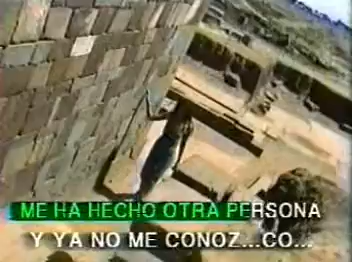 ME HA HECHO OTRA PERSONA
Y YA NO ME CONOZ...CO...